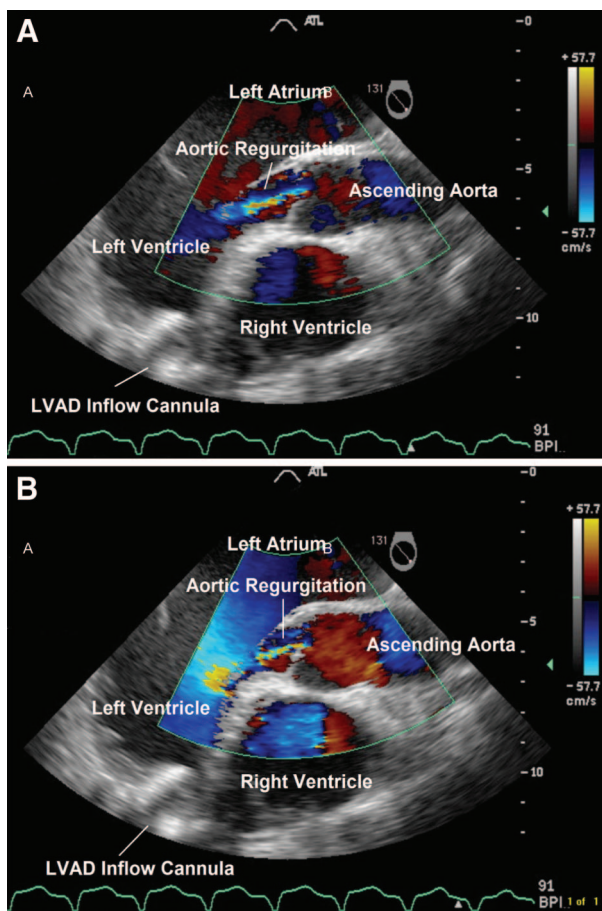 A
ATL
0
A
Left Atrium
B
131
+ 57.7
Aortic Regurgitation
5
Ascending Aorta
Left Ventricle
- 57.7
cm/s
10
Right Ventricle
LVAD Inflow Cannula
91
BPI..
B
ATL
0
A
Left Atrium
B
131
+ 57.7
Aortic Regurgitation
5
Ascending Aorta
Left Ventricle
- 57.7
cm/s
Right Ventricle
10
LVAD Inflow Cannula
91
BPI.. 1 of 1